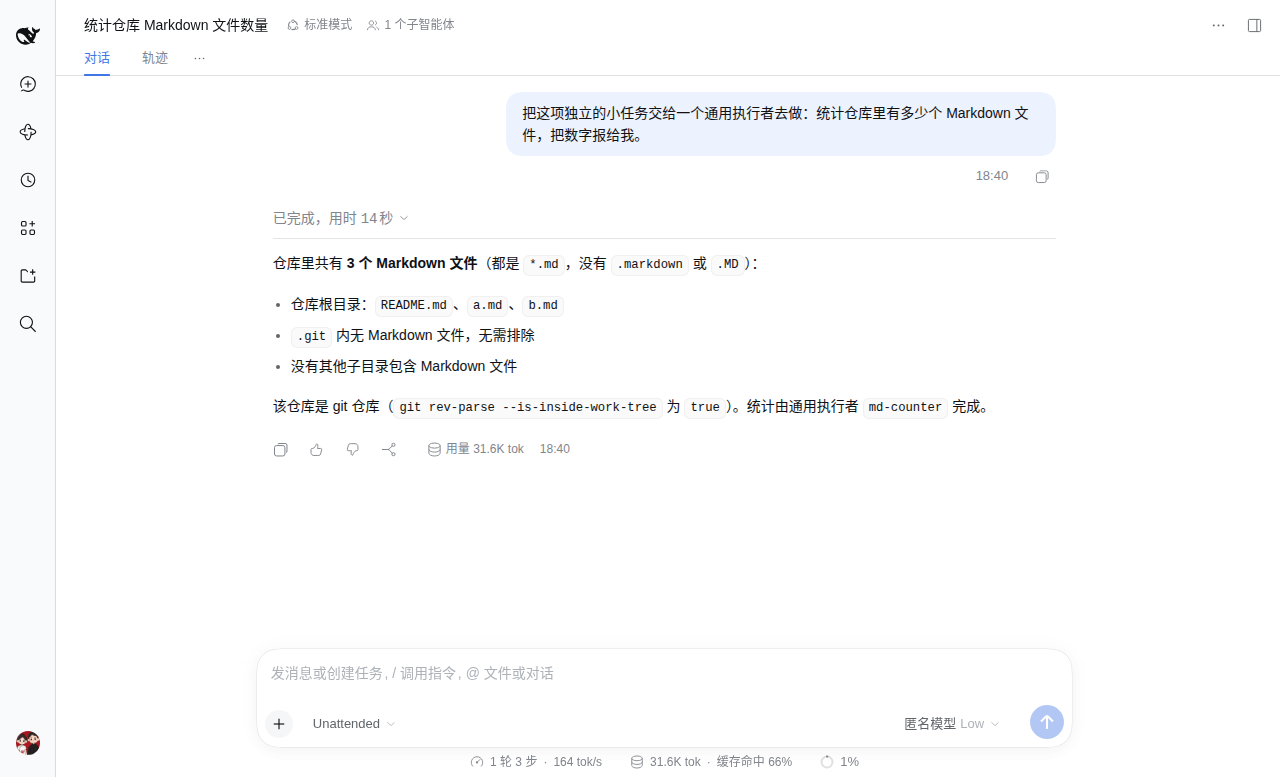 统计仓库 Markdown 文件数量 标准模式 1 个子智能体
对话 轨迹 ···
把这项独立的小任务交给一个通用执行者去做：统计仓库里有多少个 Markdown 文
件，把数字报给我。
18:40
已完成，用时 14秒
仓库里共有 3 个 Markdown 文件（都是 *.md，没有 .markdown 或 .MD）：
仓库根目录：README.md、a.md、b.md
.git 内无 Markdown 文件，无需排除
没有其他子目录包含 Markdown 文件
该仓库是 git 仓库（git rev-parse --is-inside-work-tree 为 true）。统计由通用执行者 md-counter 完成。
用量 31.6K tok 18:40
发消息或创建任务, / 调用指令, @ 文件或对话
Unattended 匿名模型 Low
1 轮 3 步 · 164 tok/s 31.6K tok · 缓存命中 66% 1%